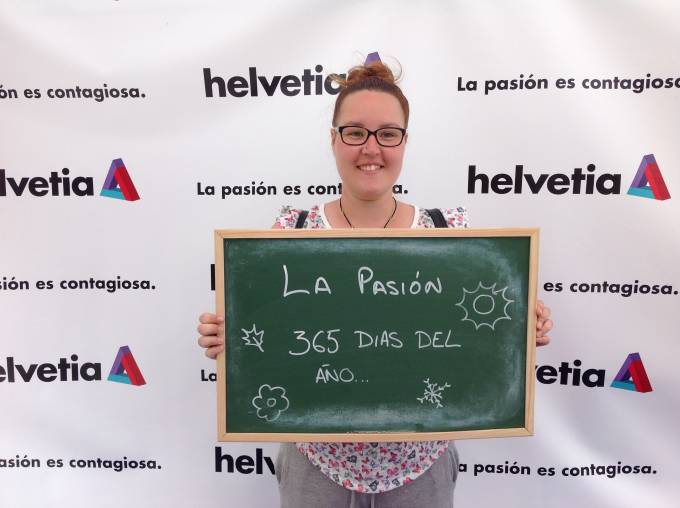 ón es contagiosa.
helvetia
La pasión es contagiosa
lvetia
La pasión es conta
a.
helvetia
LA PASIÓN
365 DIAS DEL
AÑO...
sión es contagiosa.
es contagiosa.
elvetia
La
etia
asión es contagiosa.
helv
a pasión es contagiosa.